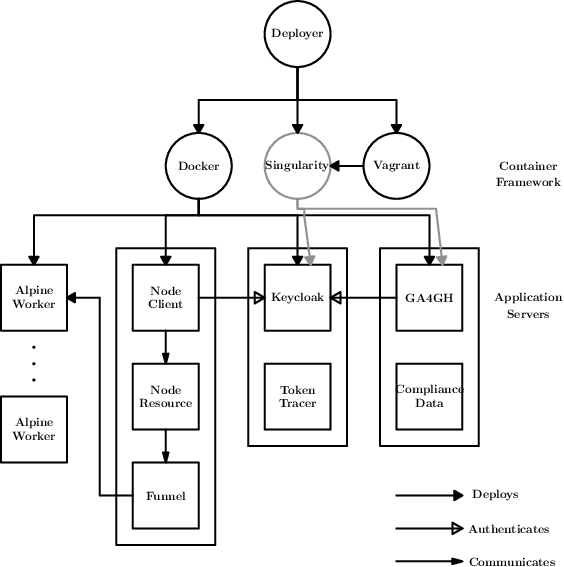 Deployer
Docker
Singularity
Vagrant
Container
Framework
Alpine
Worker
Node
Client
Keycloak
GA4GH
Application
Servers
Node
Resource
Token
Tracer
Compliance
Data
Alpine
Worker
Funnel
Deploys
Authenticates
Communicates